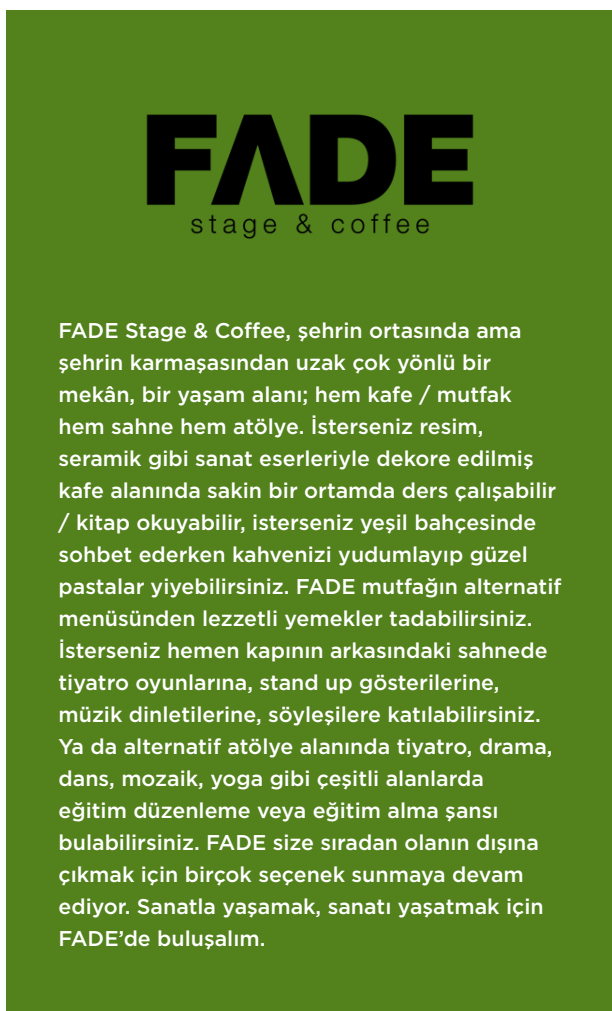 FADE
stage & coffee
FADE Stage & Coffee, şehrin ortasında ama
şehrin karmaşasından uzak çok yönlü bir
mekân, bir yaşam alanı; hem kafe / mutfak
hem sahne hem atölye. İsterseniz resim,
seramik gibi sanat eserleriyle dekore edilmiş
kafe alanında sakin bir ortamda ders çalışabilir
/ kitap okuyabilir, isterseniz yeşil bahçesinde
sohbet ederken kahvenizi yudumlayıp güzel
pastalar yiyebilirsiniz. FADE mutfağın alternatif
menüsünden lezzetli yemekler tadabilirsiniz.
İsterseniz hemen kapının arkasındaki sahnede
tiyatro oyunlarına, stand up gösterilerine,
müzik dinletilerine, söyleşilere katılabilirsiniz.
Ya da alternatif atölye alanında tiyatro, drama,
dans, mozaik, yoga gibi çeşitli alanlarda
eğitim düzenleme veya eğitim alma şansı
bulabilirsiniz. FADE size sıradan olanın dışına
çıkmak için birçok seçenek sunmaya devam
ediyor. Sanatla yaşamak, sanatı yaşatmak için
FADE’de buluşalım.